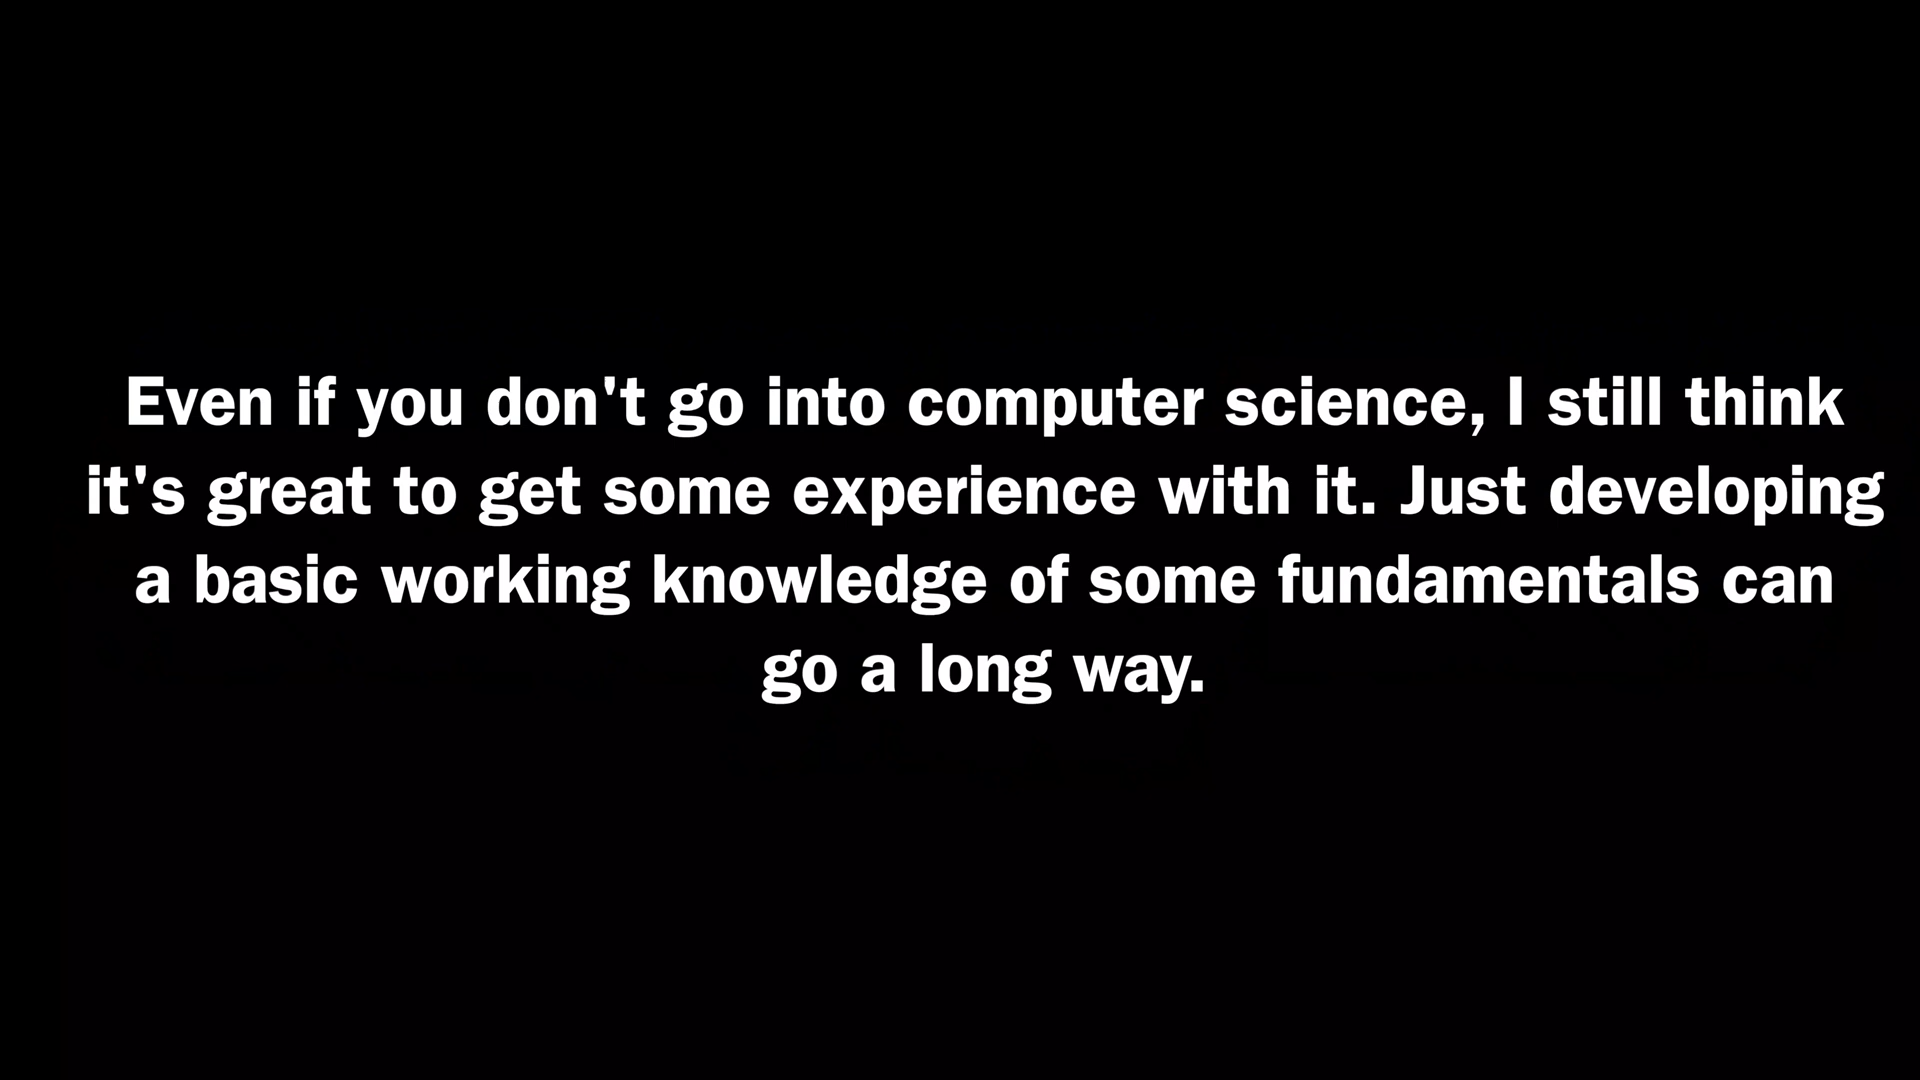 Even if you don't go into computer science, I still think
it's great to get some experience with it. Just developing
a basic working knowledge of some fundamentals can
go a long way.